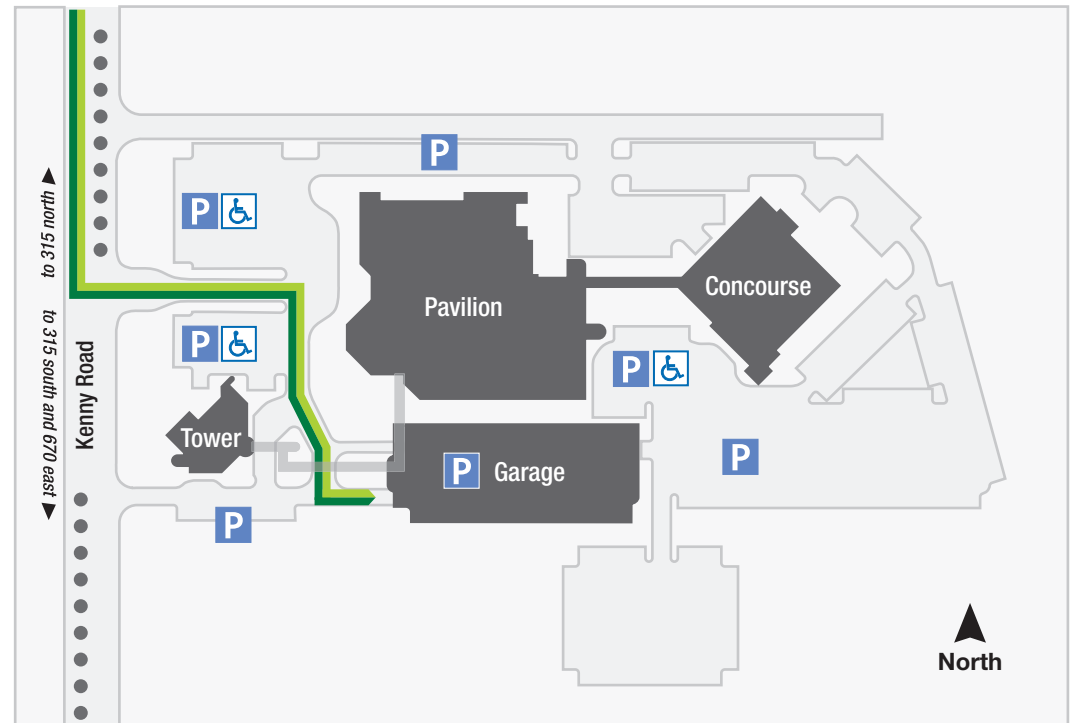 P
P
to 315 north
Pavilion
Concourse
to 315 south and 670 east
Kenny Road
P
P
Tower
P
Garage
P
P
North